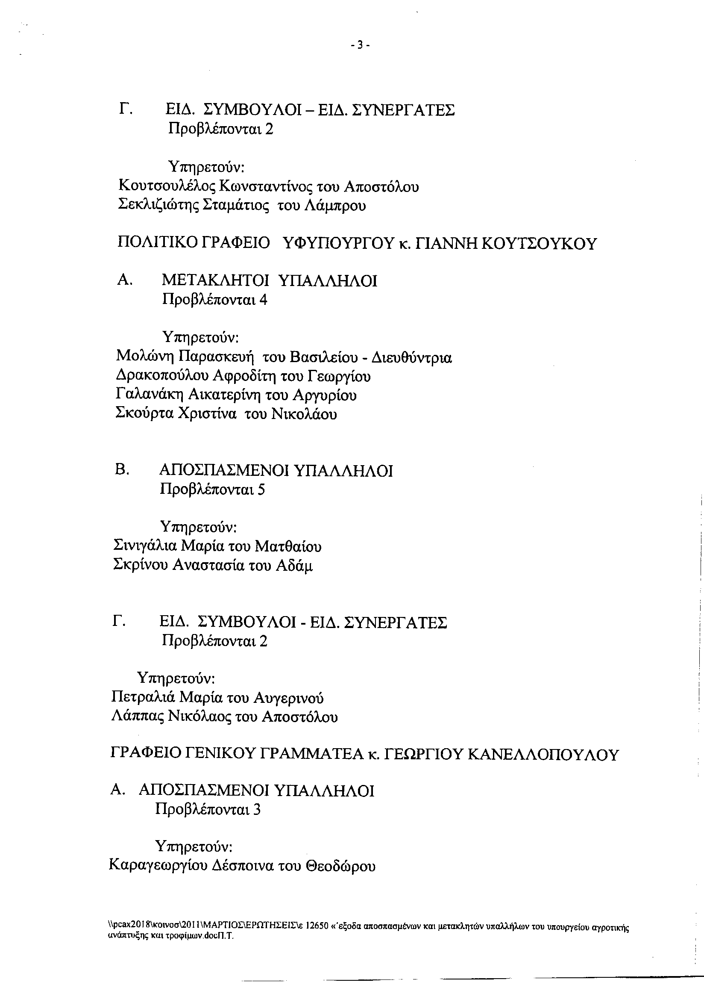 - 3 -
Γ. ΕΙΔ. ΣΥΜΒΟΥΛΟΙ – ΕΙΔ. ΣΥΝΕΡΓΑΤΕΣ
Προβλέπονται 2
Υπηρετούν:
Κουτσουλέλος Κωνσταντίνος του Αποστόλου
Σεκλιζιώτης Σταμάτιος του Λάμπρου
ΠΟΛΙΤΙΚΟ ΓΡΑΦΕΙΟ ΥΦΥΠΟΥΡΓΟΥ κ. ΓΙΑΝΝΗ ΚΟΥΤΣΟΥΚΟΥ
Α. ΜΕΤΑΚΛΗΤΟΙ ΥΠΑΛΛΗΛΟΙ
Προβλέπονται 4
Υπηρετούν:
Μολώνη Παρασκευή του Βασιλείου - Διευθύντρια
Δρακοπούλου Αφροδίτη του Γεωργίου
Γαλανάκη Αικατερίνη του Αργυρίου
Σκούρτα Χριστίνα του Νικολάου
Β. ΑΠΟΣΠΑΣΜΕΝΟΙ ΥΠΑΛΛΗΛΟΙ
Προβλέπονται 5
Υπηρετούν:
Σινιγάλια Μαρία του Ματθαίου
Σκρίνου Αναστασία του Αδάμ
Γ. ΕΙΔ. ΣΥΜΒΟΥΛΟΙ - ΕΙΔ. ΣΥΝΕΡΓΑΤΕΣ
Προβλέπονται 2
Υπηρετούν:
Πετραλιά Μαρία του Αυγερινού
Λάππας Νικόλαος του Αποστόλου
ΓΡΑΦΕΙΟ ΓΕΝΙΚΟΥ ΓΡΑΜΜΑΤΕΑ κ. ΓΕΩΡΓΙΟΥ ΚΑΝΕΛΛΟΠΟΥΛΟΥ
Α. ΑΠΟΣΠΑΣΜΕΝΟΙ ΥΠΑΛΛΗΛΟΙ
Προβλέπονται 3
Υπηρετούν:
Καραγεωργίου Δέσποινα του Θεοδώρου
\\pcax2018\κοινοσ\2011\ΜΑΡΤΙΟΣ\ΕΡΩΤΗΣΕΙΣ\ε 12650 «'εξοδα αποσπασμένων και μετακλητών υπαλλήλων του υπουργείου αγροτικής
ανάπτυξης και τροφίμων.docΠ.Τ.